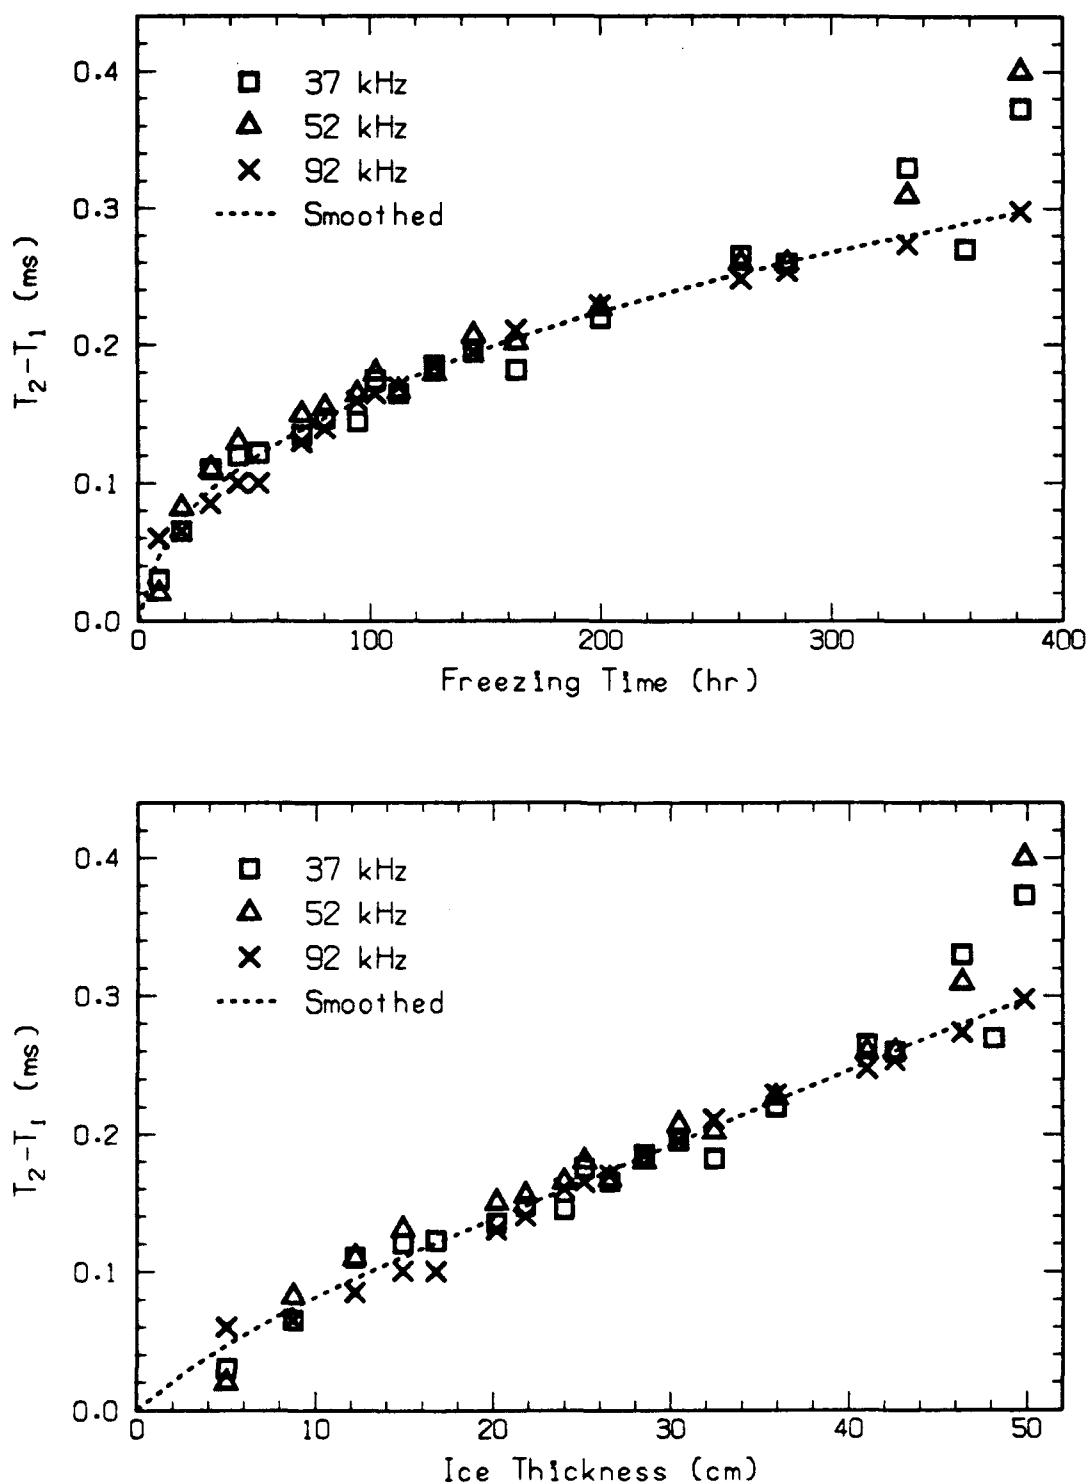 0.4
0.3
0.2
0.1
0.0
T₂-T₁ (ms)
37 kHz
52 kHz
92 kHz
Smoothed
0 100 200 300 400
Freezing Time (hr)
0.4
0.3
0.2
0.1
0.0
T₂-T₁ (ms)
37 kHz
52 kHz
92 kHz
Smoothed
0 10 20 30 40 50
Ice Thickness (cm)